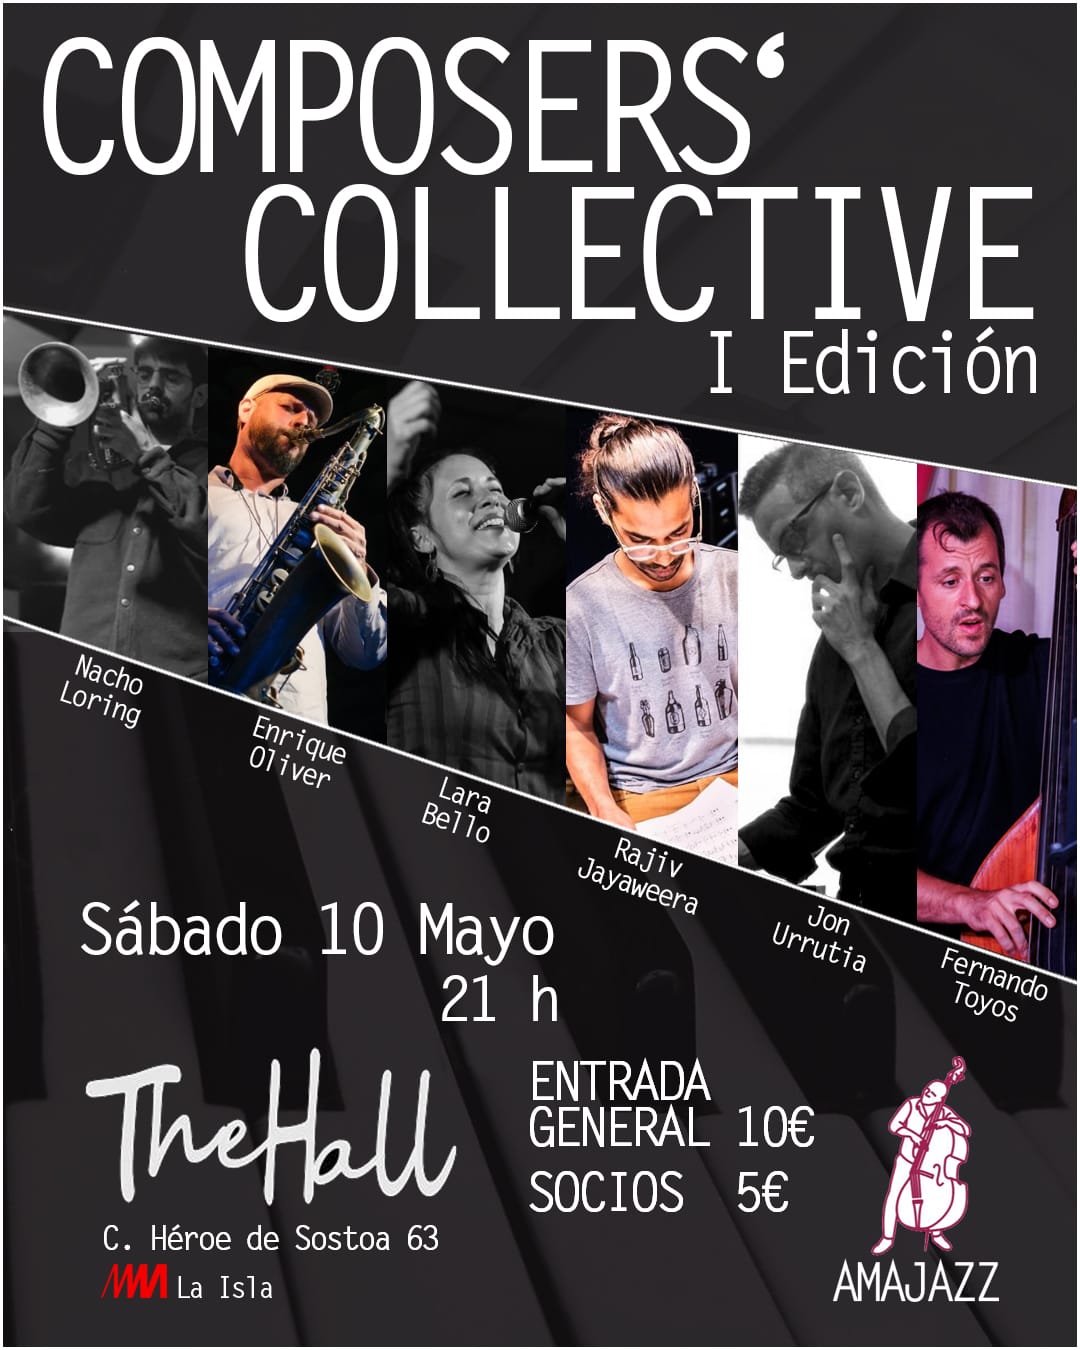 COMPOSERS‘
COLLECTIVE
I Edición
Nacho
Loring
Enrique
Oliver
Lara
Bello
Rajiv
Jayaweera
Jon
Urrutia
Fernando
Toyos
Sábado 10 Mayo
21 h
TheHall
C. Héroe de Sostoa 63
La Isla
ENTRADA
GENERAL 10€
SOCIOS 5€
AMAJAZZ